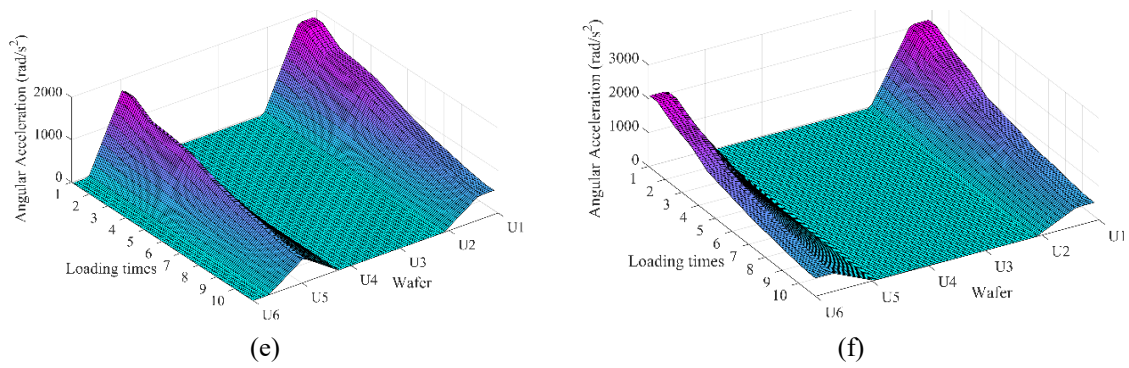 Angular Acceleration (rad/s²)
2000
1000
0
1
2
3
4
5
6
7
8
9
10
Loading times
U6
U5
U4
U3
U2
U1
Wafer
(e)
Angular Acceleration (rad/s²)
3000
2000
1000
0
1
2
3
4
5
6
7
8
9
10
Loading times
U6
U5
U4
U3
U2
U1
Wafer
(f)